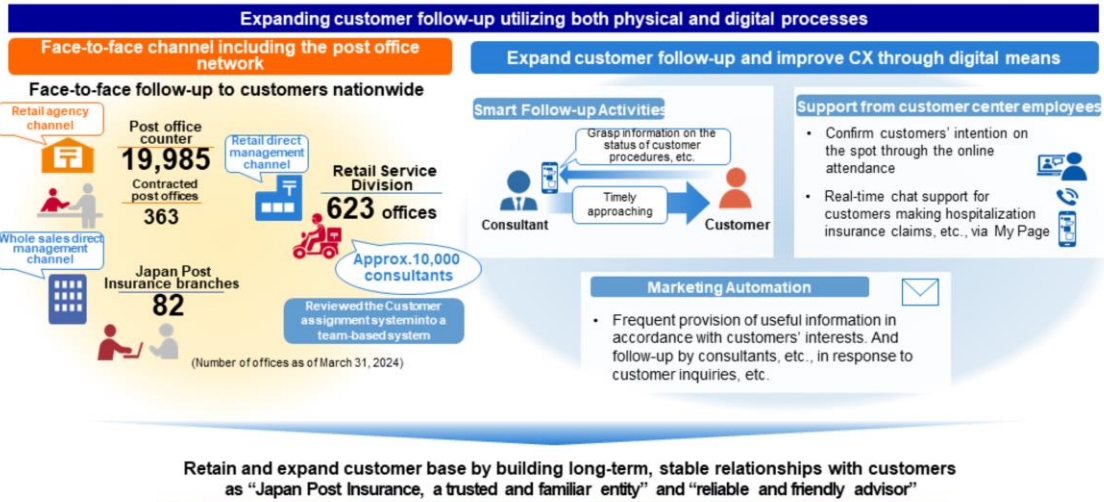 Expanding customer follow-up utilizing both physical and digital processes
Face-to-face channel including the post office
network
Face-to-face follow-up to customers nationwide
Retail agency
channel
Post office
counter
19,985
Contracted
post offices
363
Retail direct
management
channel
Retail Service
Division
623 offices
Approx.10,000
consultants
Whole sales direct
management
channel
Japan Post
Insurance branches
82
Reviewed the Customer
assignment systeminto a
team-based system
(Number of offices as of March 31, 2024)
Expand customer follow-up and improve CX through digital means
Smart Follow-up Activities
Grasp information on the
status of customer
procedures, etc.
Timely
approaching
Consultant
Customer
Support from customer center employees
• Confirm customers' intention on
the spot through the online
attendance
• Real-time chat support for
customers making hospitalization
insurance claims, etc., via My Page
Marketing Automation
• Frequent provision of useful information in
accordance with customers' interests. And
follow-up by consultants, etc., in response to
customer inquiries, etc.
Retain and expand customer base by building long-term, stable relationships with customers
as "Japan Post Insurance, a trusted and familiar entity" and "reliable and friendly advisor"